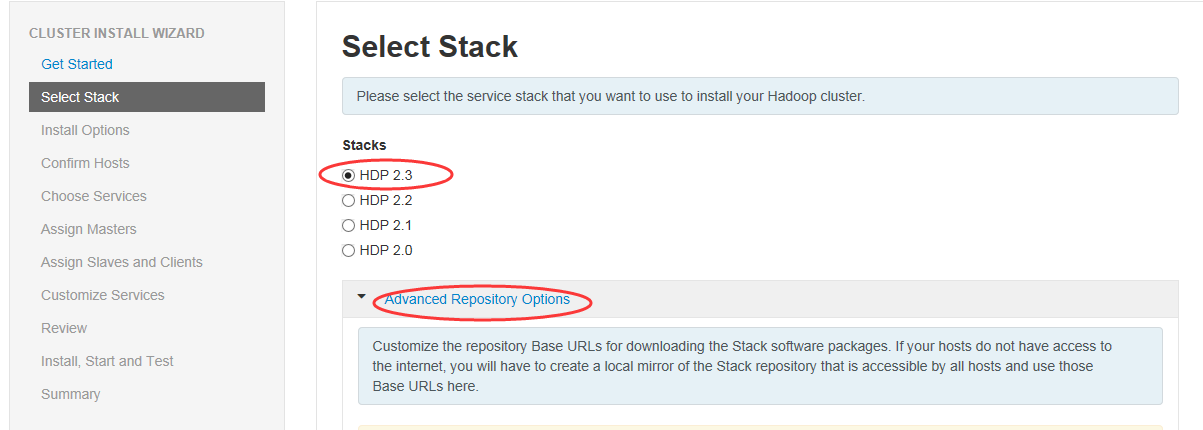 CLUSTER INSTALL WIZARD
Get Started
Select Stack
Install Options
Confirm Hosts
Choose Services
Assign Masters
Assign Slaves and Clients
Customize Services
Review
Install, Start and Test
Summary
Select Stack
Please select the service stack that you want to use to install your Hadoop cluster.
Stacks
HDP 2.3
HDP 2.2
HDP 2.1
HDP 2.0
Advanced Repository Options
Customize the repository Base URLs for downloading the Stack software packages. If your hosts do not have access to
the internet, you will have to create a local mirror of the Stack repository that is accessible by all hosts and use those
Base URLs here.